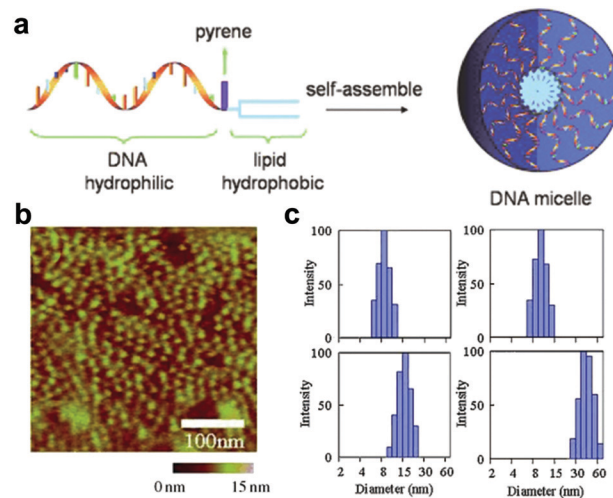 a
pyrene
self-assemble
DNA
hydrophilic
lipid
hydrophobic
DNA micelle
b
100nm
0 nm 15 nm
c
100
50
0
Intensity
100
50
0
Intensity
100
50
0
Intensity
2 4 8 15 30 60
Diameter (nm)
100
50
0
Intensity
2 4 8 15 30 60
Diameter (nm)